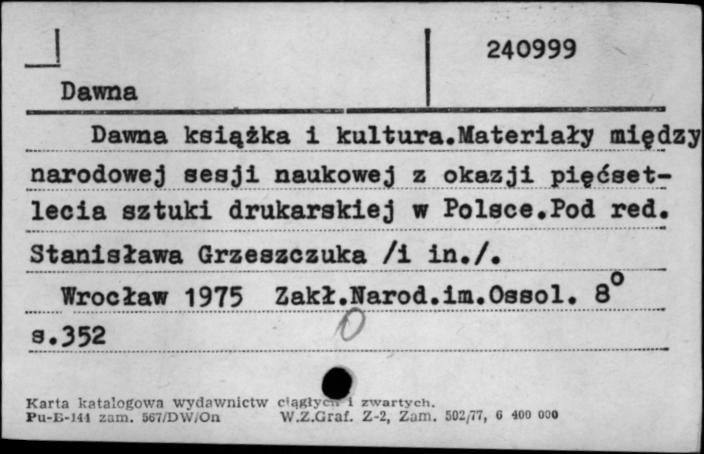 240999
Dawna
Dawna książka i kultura.Materiały między
narodowej sesji naukowej z okazji pięćset-
lecia sztuki drukarskiej w Polsce.Pod red.
Stanisława Grzeszczuka /i in./.
Wrocław 1975 Zakł.Narod.im.Ossol. 8°
s.352
0
Karta katalogowa wydawnictw ciągłych i zwartych.
Pu-B-144 zam. 567/DW/On W.Z.Graf. Z-2, Zam. 502/77, 6 400 000